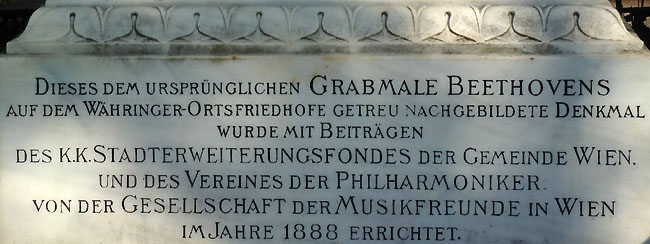 Dieses dem ursprünglichen Grabmale Beethovens
auf dem Währinger-Ortsfriedhofe getreu nachgebildete Denkmal
wurde mit Beiträgen
des k.k. Stadterweiterungsfondes der Gemeinde Wien.
und des Vereines der Philharmoniker.
von der Gesellschaft der Musikfreunde in Wien
im Jahre 1888 errichtet.